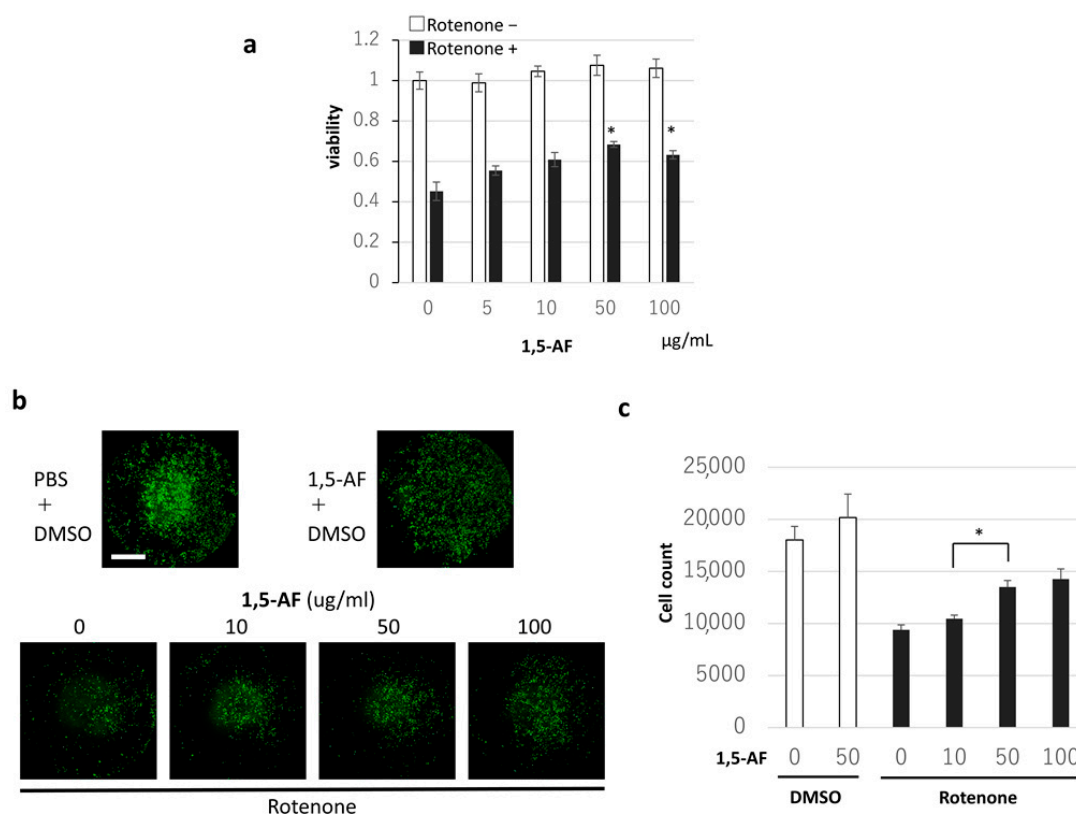 a
Rotenone −
Rotenone +
1.2
1
0.8
0.6
0.4
0.2
0
viability
* *
0 5 10 50 100
1,5-AF μg/mL
b
PBS
+
DMSO
1,5-AF
+
DMSO
1,5-AF (ug/ml)
0 10 50 100
Rotenone
c
25,000
20,000
15,000
10,000
5000
0
Cell count
*
1,5-AF 0 50 0 10 50 100
DMSO Rotenone